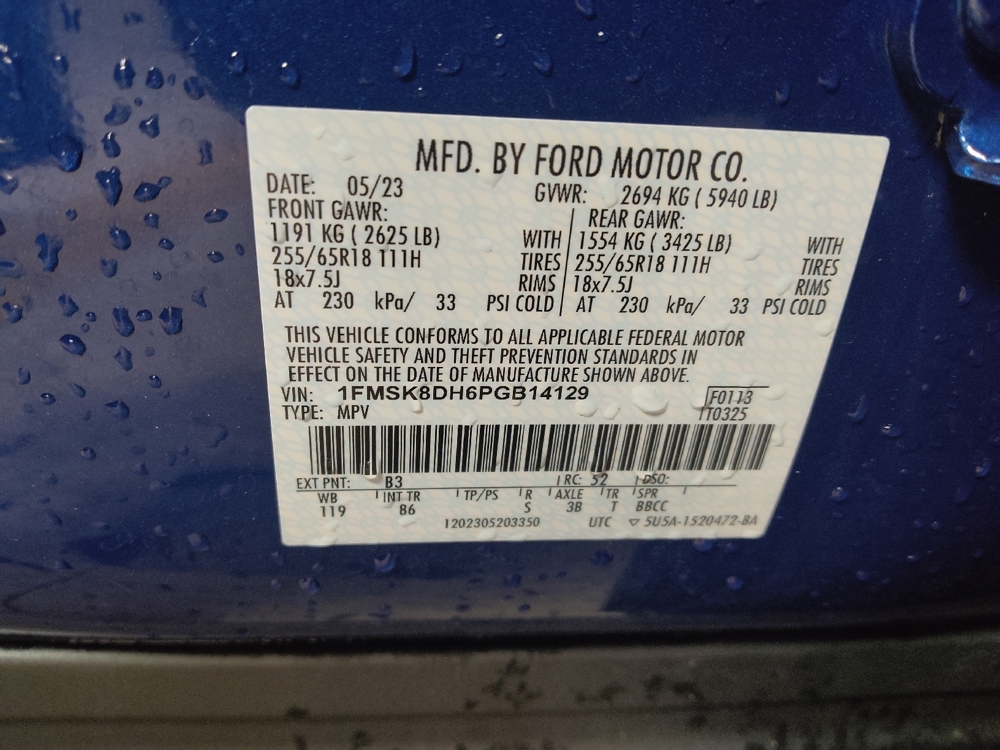 MFD. BY FORD MOTOR CO.
DATE: 05/23 GVWR: 2694 KG ( 5940 LB)
FRONT GAWR: REAR GAWR:
1191 KG ( 2625 LB) WITH 1554 KG ( 3425 LB) WITH
255/65R18 111H TIRES 255/65R18 111H TIRES
18x7.5J RIMS 18x7.5J RIMS
AT 230 kPa/ 33 PSI COLD AT 230 kPa/ 33 PSI COLD
THIS VEHICLE CONFORMS TO ALL APPLICABLE FEDERAL MOTOR
VEHICLE SAFETY AND THEFT PREVENTION STANDARDS IN
EFFECT ON THE DATE OF MANUFACTURE SHOWN ABOVE.
VIN: 1FMSK8DH6PGB14129 F0113
TYPE: MPV 1T0325
EXT PNT: B3 RC: 52 DSO:
WB INT TR TP/PS R AXLE TR SPR
119 86 S 3B T BBCC
1202305203350 UTC ▽ 5U5A-1520472-BA